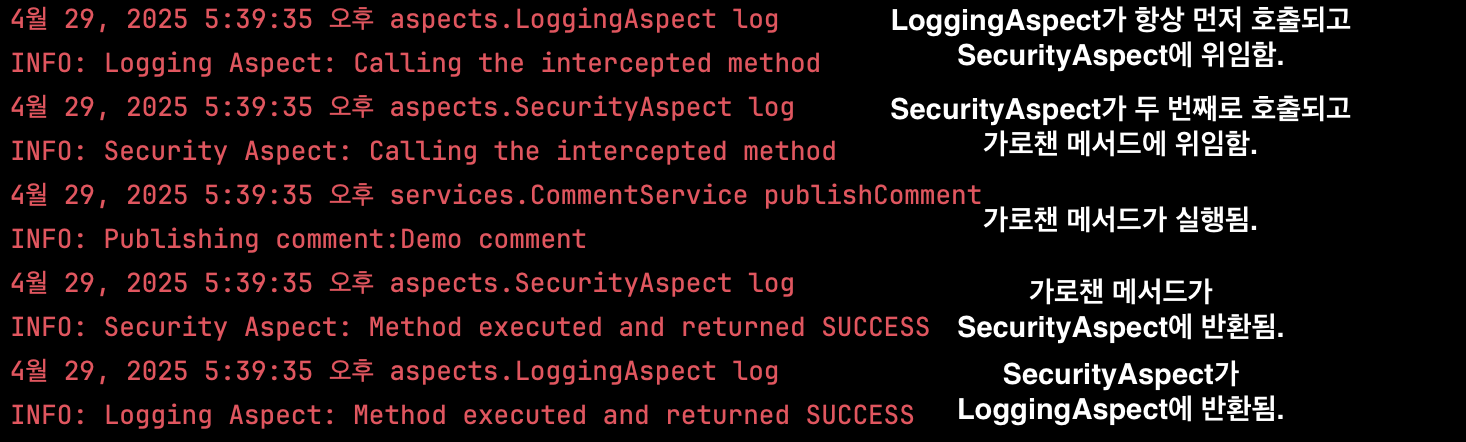 4월 29, 2025 5:39:35 오후 aspects.LoggingAspect log
INFO: Logging Aspect: Calling the intercepted method
LoggingAspect가 항상 먼저 호출되고
SecurityAspect에 위임함.
4월 29, 2025 5:39:35 오후 aspects.SecurityAspect log
INFO: Security Aspect: Calling the intercepted method
SecurityAspect가 두 번째로 호출되고
가로챈 메서드에 위임함.
4월 29, 2025 5:39:35 오후 services.CommentService publishComment
INFO: Publishing comment:Demo comment
가로챈 메서드가 실행됨.
4월 29, 2025 5:39:35 오후 aspects.SecurityAspect log
INFO: Security Aspect: Method executed and returned SUCCESS
가로챈 메서드가
SecurityAspect에 반환됨.
4월 29, 2025 5:39:35 오후 aspects.LoggingAspect log
INFO: Logging Aspect: Method executed and returned SUCCESS
SecurityAspect가
LoggingAspect에 반환됨.